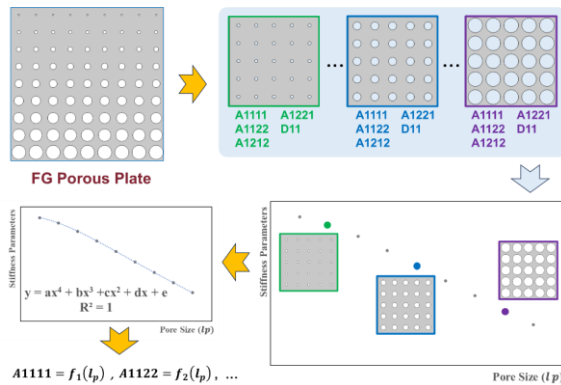 ... ...
A1111 A1221
A1122 D11
A1212
A1111 A1221
A1122 D11
A1212
A1111 A1221
A1122 D11
A1212
FG Porous Plate
Stiffness Parameters
y = ax⁴ + bx³ +cx² + dx + e
R² = 1
Pore Size (lp)
Stiffness Parameters
Pore Size (lp)
A1111 = f₁(lₚ) , A1122 = f₂(lₚ), ...